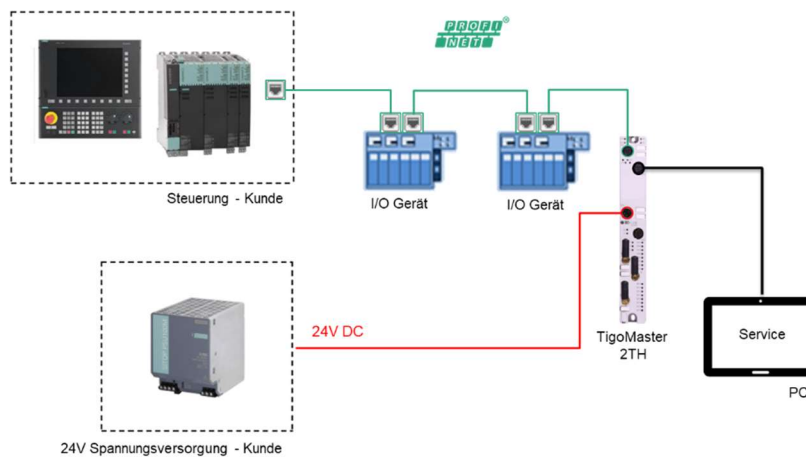 PROFI
NET
Steuerung - Kunde
I/O Gerät
I/O Gerät
TigoMaster
2TH
Service
PC
24V DC
24V Spannungsversorgung - Kunde